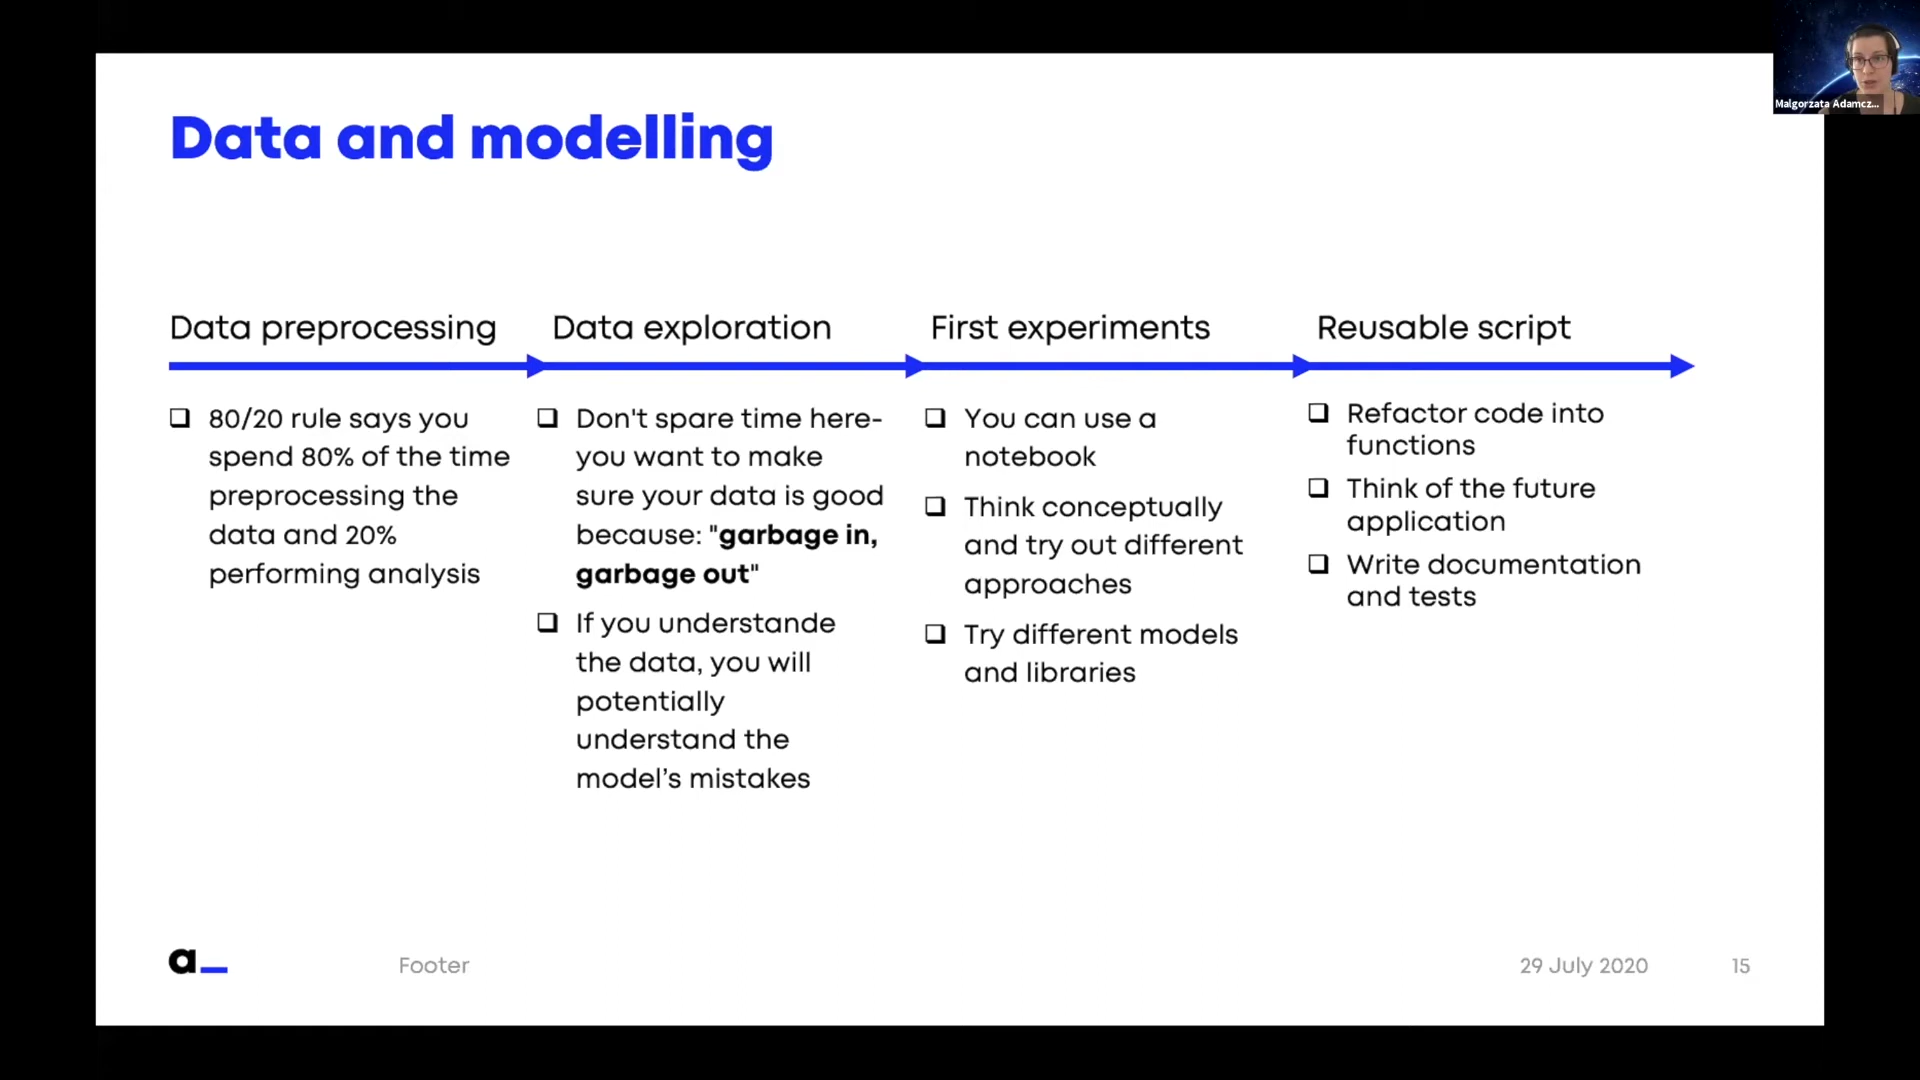 Malgorzata Adamcz...
Data and modelling
Data preprocessing
80/20 rule says you
spend 80% of the time
preprocessing the
data and 20%
performing analysis
Data exploration
Don't spare time here-
you want to make
sure your data is good
because: "garbage in,
garbage out"
If you understande
the data, you will
potentially
understand the
model’s mistakes
First experiments
You can use a
notebook
Think conceptually
and try out different
approaches
Try different models
and libraries
Reusable script
Refactor code into
functions
Think of the future
application
Write documentation
and tests
a_
Footer
29 July 2020
15